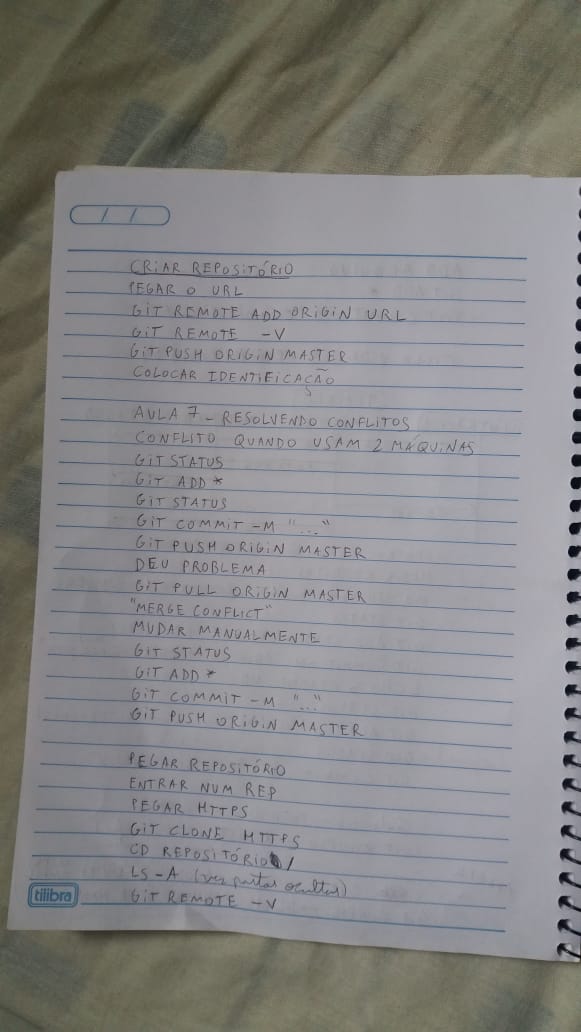 / /
CRIAR REPOSITÓRIO
PEGAR O URL
GIT REMOTE ADD ORIGIN URL
GIT REMOTE -V
GIT PUSH ORIGIN MASTER
COLOCAR IDENTIFICAÇÃO
AULA 7 - RESOLVENDO CONFLITOS
CONFLITO QUANDO USAM 2 MÁQUINAS
GIT STATUS
GIT ADD *
GIT STATUS
GIT COMMIT -M "..."
GIT PUSH ORIGIN MASTER
DEU PROBLEMA
GIT PULL ORIGIN MASTER
"MERGE CONFLICT"
MUDAR MANUALMENTE
GIT STATUS
GIT ADD *
GIT COMMIT -M "..."
GIT PUSH ORIGIN MASTER
PEGAR REPOSITÓRIO
ENTRAR NUM REP
PEGAR HTTPS
GIT CLONE HTTPS
CD REPOSITÓRIO/
LS -A (ver pastas ocultas)
GIT REMOTE -V
tilibra